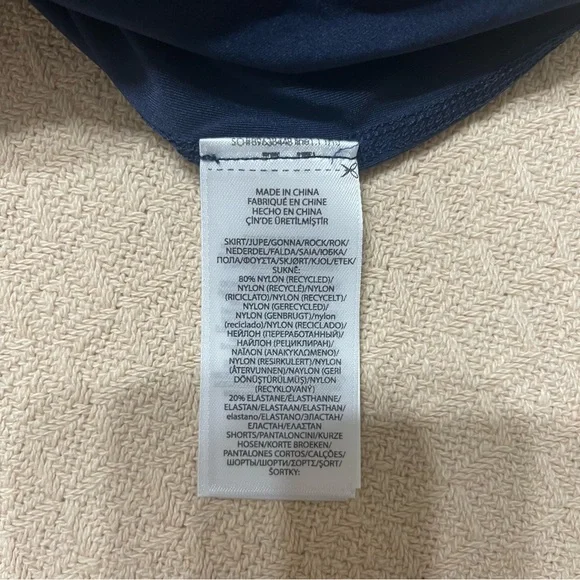 MADE IN CHINA
FABRIQUÉ EN CHINE
HECHO EN CHINA
ÇİN'DE ÜRETİLMİŞTİR
SKIRT/JUPE/GONNA/ROCK/ROK/
NEDERDEL/FALDA/SAIA/ЮБКА/
ПОЛА/ΦΟΥΣΤΑ/SKJØRT/KJOL/ETEK/
SUKNĚ:
80% NYLON (RECYCLED)/
NYLON (RECYCLÉ)/NYLON
(RICICLATO)/NYLON (RECYCELT)/
NYLON (GERECYCLED)/
NYLON (GENBRUGT)/nylon
(reciclado)/NYLON (RECICLADO)/
НЕЙЛОН (ПЕРЕРАБОТАННЫЙ)/
НАЙЛОН (РЕЦИКЛИРАН)/
ΝΑΪΛΟΝ (ΑΝΑΚΥΚΛΩΜΕΝΟ)/
NYLON (RESIRKULERT)/NYLON
(ÅTERVUNNEN)/NAYLON (GERİ
DÖNÜŞTÜRÜLMÜŞ)/NYLON
(RECYKLOVANÝ)
20% ELASTANE/ÉLASTHANNE/
ELASTAN/ELASTAAN/ELASTHAN/
elastano/ELASTANO/ЭЛАСТАН/
ЕЛАСТАН/ΕΛΑΣΤΑΝ
SHORTS/PANTALONCINI/KURZE
HOSEN/KORTE BROEKEN/
PANTALONES CORTOS/CALÇÕES/
ШОРТЫ/ШОРТИ/ΣΟΡΤΣ/ŞORT/
ŠORTKY: